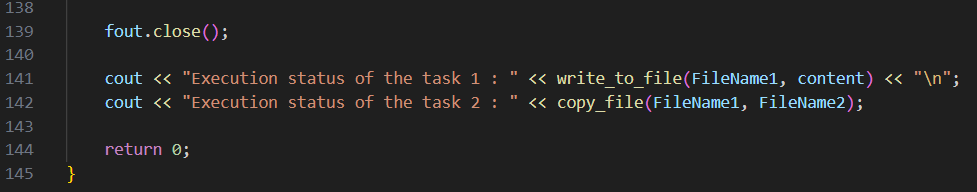 138
139 fout.close();
140
141 cout << "Execution status of the task 1 : " << write_to_file(FileName1, content) << "\n";
142 cout << "Execution status of the task 2 : " << copy_file(FileName1, FileName2);
143
144 return 0;
145 }